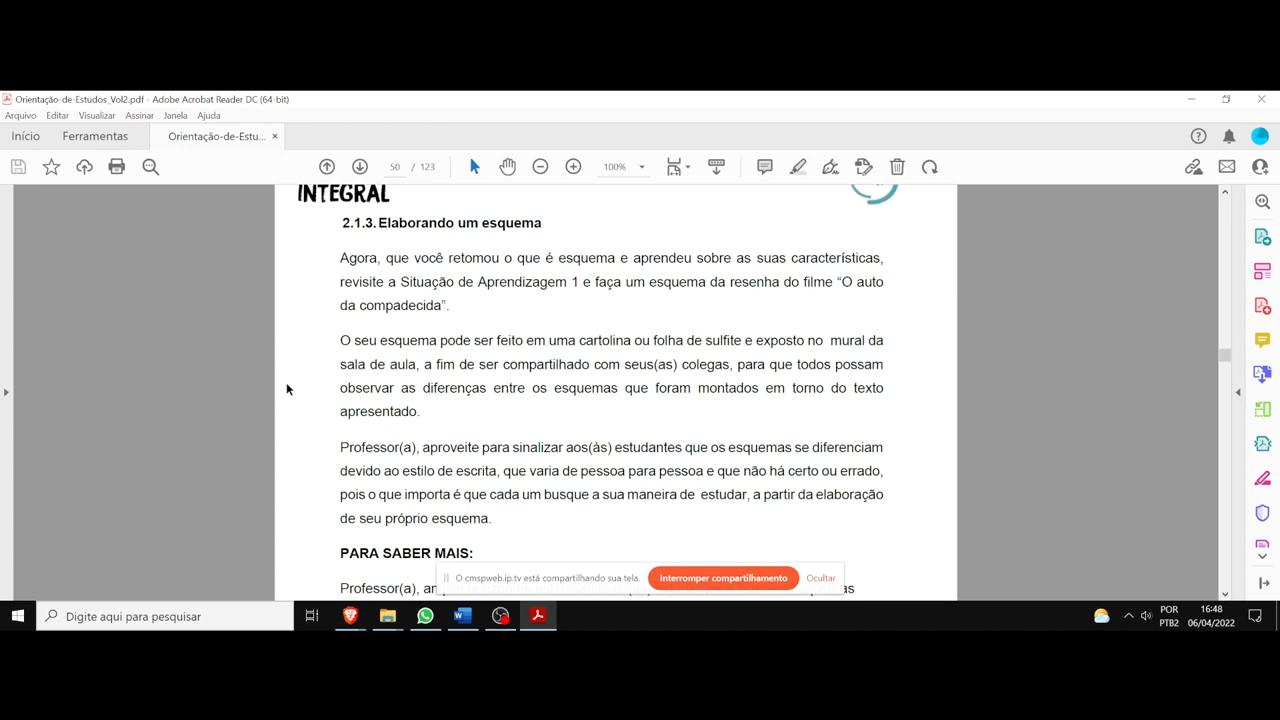 Orientação-de-Estudos_Vol2.pdf - Adobe Acrobat Reader DC (64-bit)
Arquivo Editar Visualizar Assinar Janela Ajuda
Início Ferramentas Orientação-de-Estu... ×
50 / 123 100%
INTEGRAL
2.1.3. Elaborando um esquema
Agora, que você retomou o que é esquema e aprendeu sobre as suas características,
revisite a Situação de Aprendizagem 1 e faça um esquema da resenha do filme “O auto
da compadecida”.
O seu esquema pode ser feito em uma cartolina ou folha de sulfite e exposto no mural da
sala de aula, a fim de ser compartilhado com seus(as) colegas, para que todos possam
observar as diferenças entre os esquemas que foram montados em torno do texto
apresentado.
Professor(a), aproveite para sinalizar aos(às) estudantes que os esquemas se diferenciam
devido ao estilo de escrita, que varia de pessoa para pessoa e que não há certo ou errado,
pois o que importa é que cada um busque a sua maneira de estudar, a partir da elaboração
de seu próprio esquema.
PARA SABER MAIS:
Professor(a),
O cmspweb.ip.tv está compartilhando sua tela. Interromper compartilhamento Ocultar
Digite aqui para pesquisar
POR 16:48
PTB2 06/04/2022